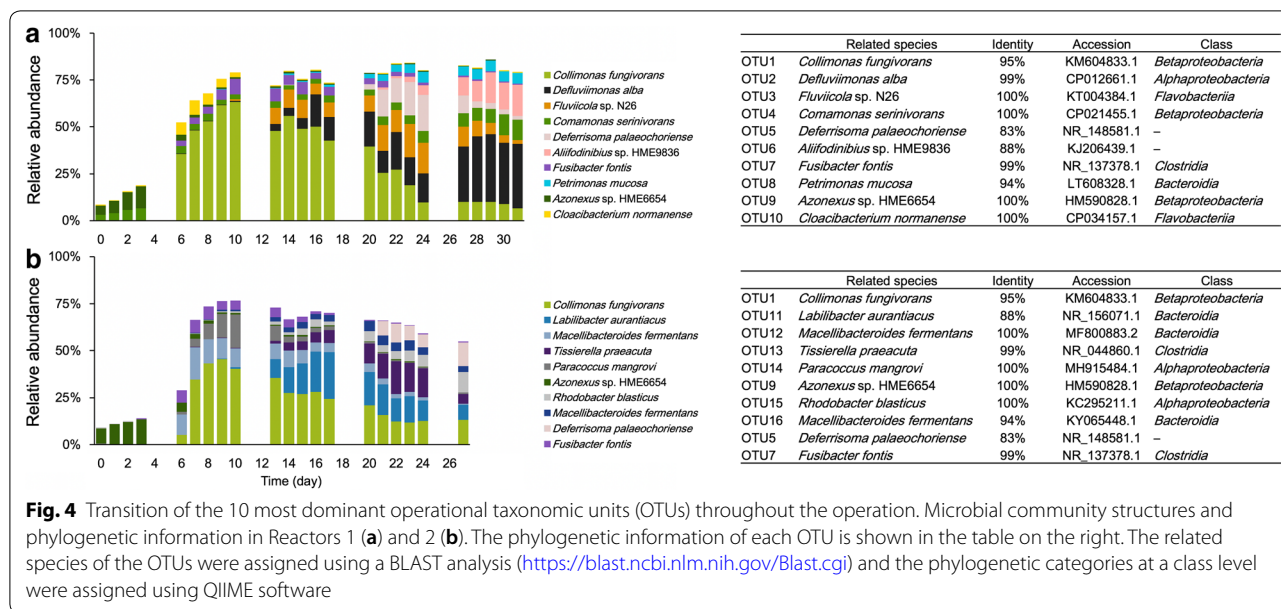 a
100%
75%
50%
25%
0%
Relative abundance
0 2 4 6 8 10 12 14 16 18 20 22 24 26 28 30
Collimonas fungivorans
Defluviimonas alba
Fluviicola sp. N26
Comamonas serinivorans
Deferrisoma palaeochoriense
Aliifodinibius sp. HME9836
Fusibacter fontis
Petrimonas mucosa
Azonexus sp. HME6654
Cloacibacterium normanense
Related species Identity Accession Class
OTU1 Collimonas fungivorans 95% KM604833.1 Betaproteobacteria
OTU2 Defluviimonas alba 99% CP012661.1 Alphaproteobacteria
OTU3 Fluviicola sp. N26 100% KT004384.1 Flavobacteriia
OTU4 Comamonas serinivorans 100% CP021455.1 Betaproteobacteria
OTU5 Deferrisoma palaeochoriense 83% NR_148581.1 –
OTU6 Aliifodinibius sp. HME9836 88% KJ206439.1 –
OTU7 Fusibacter fontis 99% NR_137378.1 Clostridia
OTU8 Petrimonas mucosa 94% LT608328.1 Bacteroidia
OTU9 Azonexus sp. HME6654 100% HM590828.1 Betaproteobacteria
OTU10 Cloacibacterium normanense 100% CP034157.1 Flavobacteriia
b
100%
75%
50%
25%
0%
Relative abundance
0 2 4 6 8 10 12 14 16 18 20 22 24 26
Time (day)
Collimonas fungivorans
Labilibacter aurantiacus
Macellibacteroides fermentans
Tissierella praeacuta
Paracoccus mangrovi
Azonexus sp. HME6654
Rhodobacter blasticus
Macellibacteroides fermentans
Deferrisoma palaeochoriense
Fusibacter fontis
Related species Identity Accession Class
OTU1 Collimonas fungivorans 95% KM604833.1 Betaproteobacteria
OTU11 Labilibacter aurantiacus 88% NR_156071.1 Bacteroidia
OTU12 Macellibacteroides fermentans 100% MF800883.2 Bacteroidia
OTU13 Tissierella praeacuta 99% NR_044860.1 Clostridia
OTU14 Paracoccus mangrovi 100% MH915484.1 Alphaproteobacteria
OTU9 Azonexus sp. HME6654 100% HM590828.1 Betaproteobacteria
OTU15 Rhodobacter blasticus 100% KC295211.1 Alphaproteobacteria
OTU16 Macellibacteroides fermentans 94% KY065448.1 Bacteroidia
OTU5 Deferrisoma palaeochoriense 83% NR_148581.1 –
OTU7 Fusibacter fontis 99% NR_137378.1 Clostridia
Fig. 4 Transition of the 10 most dominant operational taxonomic units (OTUs) throughout the operation. Microbial community structures and
phylogenetic information in Reactors 1 (a) and 2 (b). The phylogenetic information of each OTU is shown in the table on the right. The related
species of the OTUs were assigned using a BLAST analysis (https://blast.ncbi.nlm.nih.gov/Blast.cgi) and the phylogenetic categories at a class level
were assigned using QIIME software